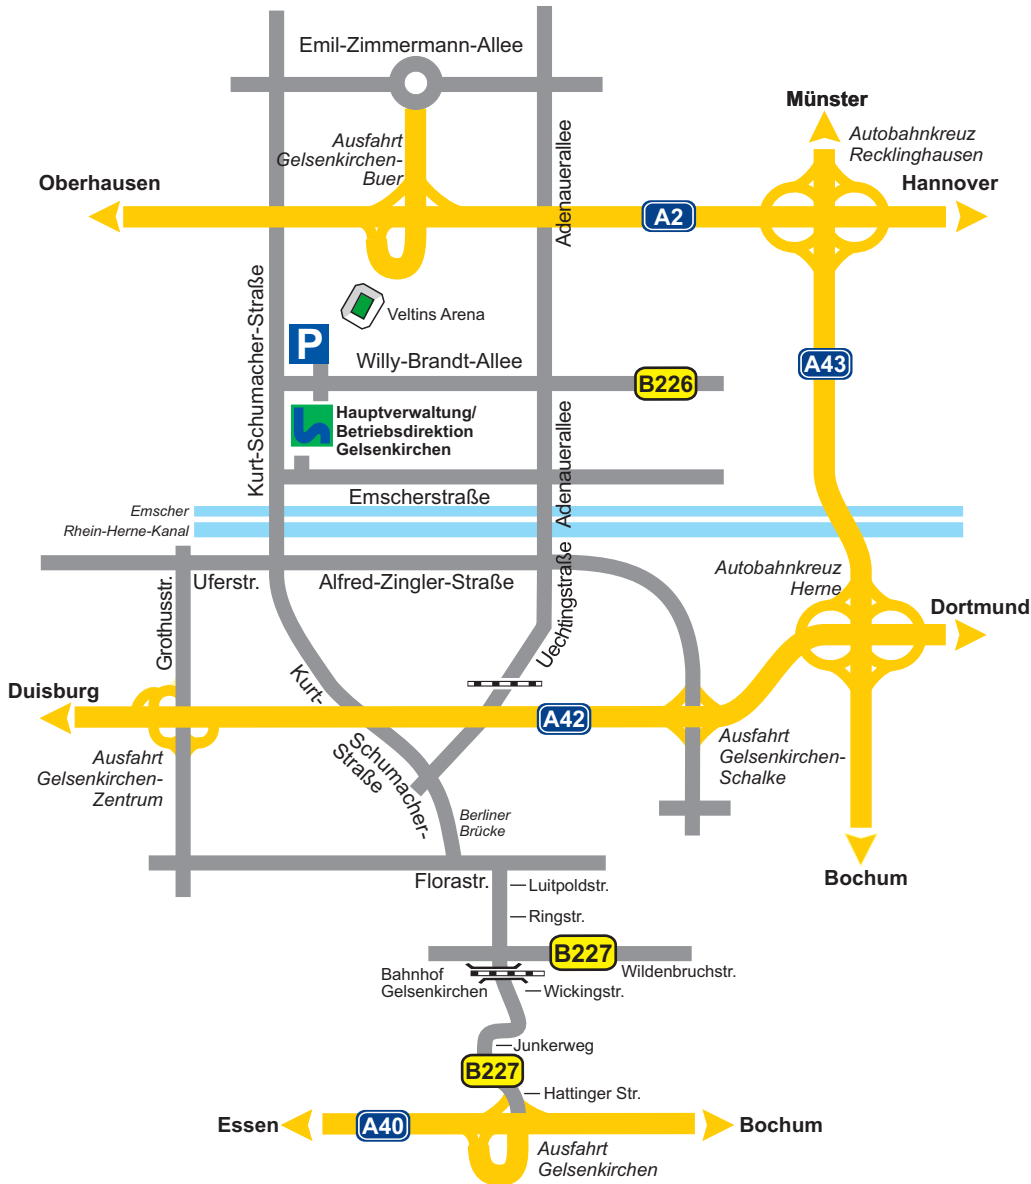 Emil-Zimmermann-Allee
Münster
Ausfahrt
Gelsenkirchen-
Buer
Adenauerallee
Autobahnkreuz
Recklinghausen
Oberhausen
Hannover
A2
Kurt-Schumacher-Straße
Veltins Arena
P
Willy-Brandt-Allee
A43
B226
Hauptverwaltung/
Betriebsdirektion
Gelsenkirchen
Adenauerallee
Emscherstraße
Emscher
Rhein-Herne-Kanal
Grothusstr.
Uferstr.
Alfred-Zingler-Straße
Uechtingstraße
Autobahnkreuz
Herne
Dortmund
Duisburg
Kurt-
Schumacher-
Straße
A42
Ausfahrt
Gelsenkirchen-
Zentrum
Ausfahrt
Gelsenkirchen-
Schalke
Berliner
Brücke
Bochum
Florastr.
Luitpoldstr.
Ringstr.
B227
Wildenbruchstr.
Bahnhof
Gelsenkirchen
Wickingstr.
Junkerweg
B227
Hattinger Str.
Essen
A40
Bochum
Ausfahrt
Gelsenkirchen